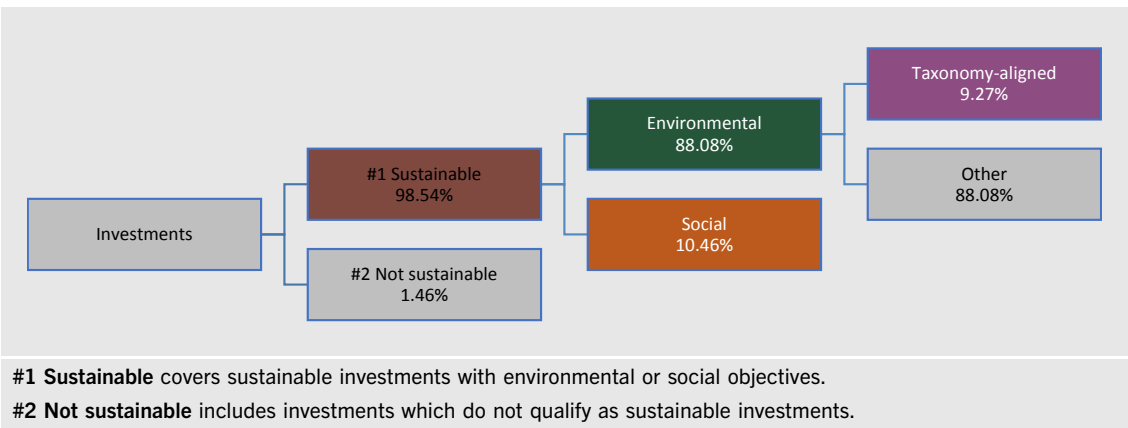 Investments
#1 Sustainable
98.54%
#2 Not sustainable
1.46%
Environmental
88.08%
Social
10.46%
Taxonomy-aligned
9.27%
Other
88.08%
#1 Sustainable covers sustainable investments with environmental or social objectives.
#2 Not sustainable includes investments which do not qualify as sustainable investments.